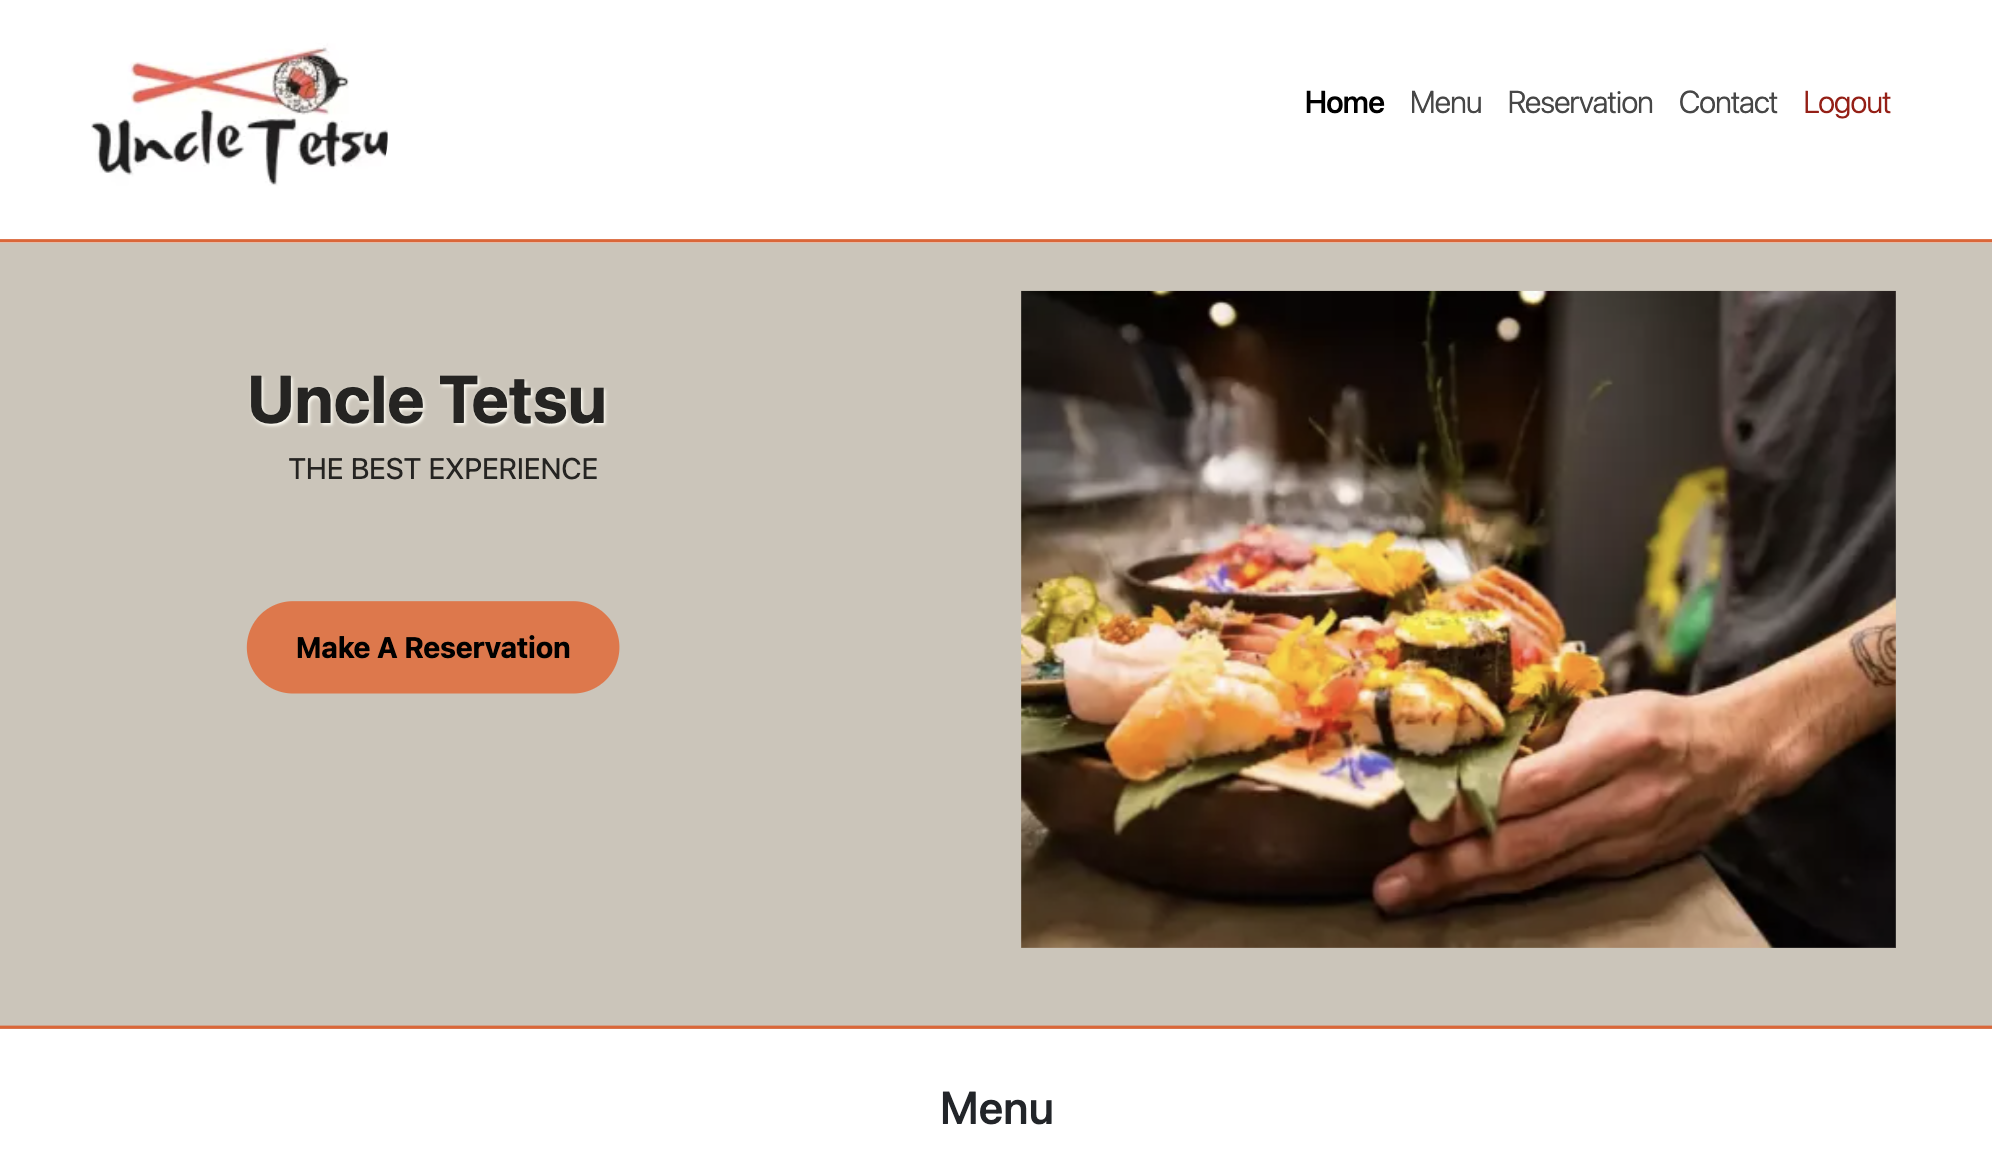 Uncle Tetsu
Home Menu Reservation Contact Logout
Uncle Tetsu
THE BEST EXPERIENCE
Make A Reservation
Menu